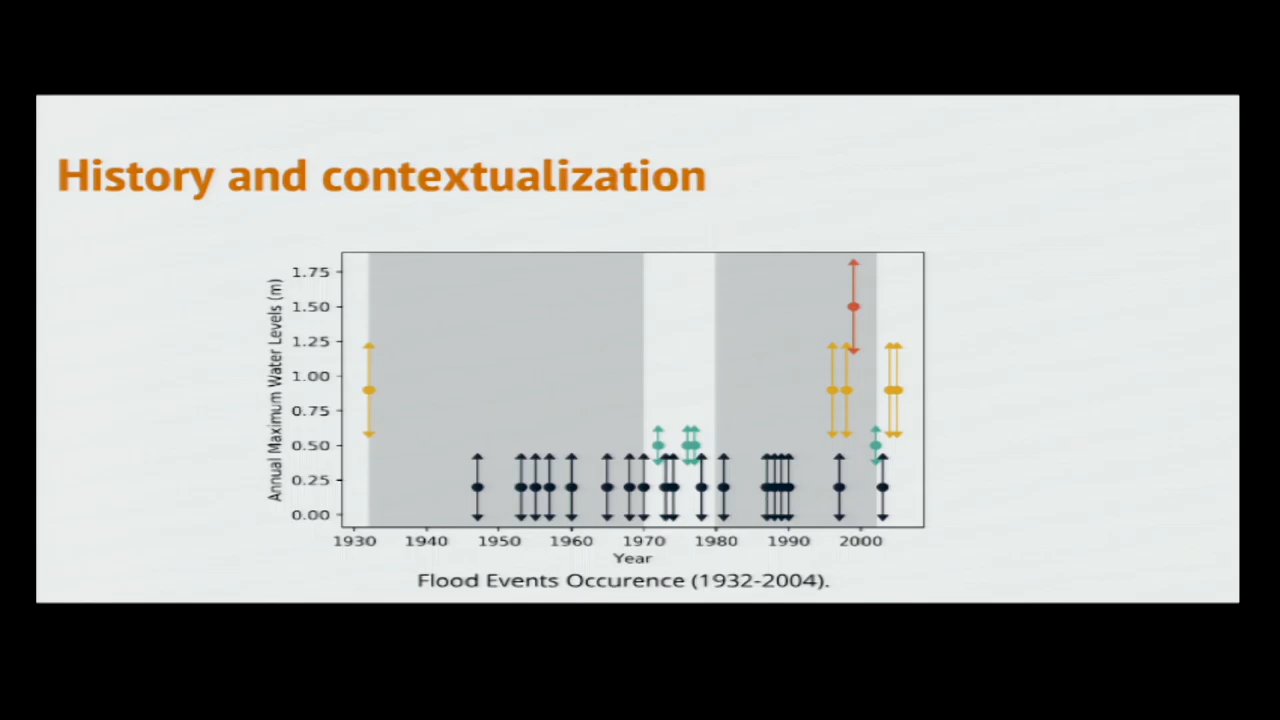 History and contextualization
Annual Maximum Water Levels (m)
1.75
1.50
1.25
1.00
0.75
0.50
0.25
0.00
1930 1940 1950 1960 1970 1980 1990 2000
Year
Flood Events Occurence (1932-2004).